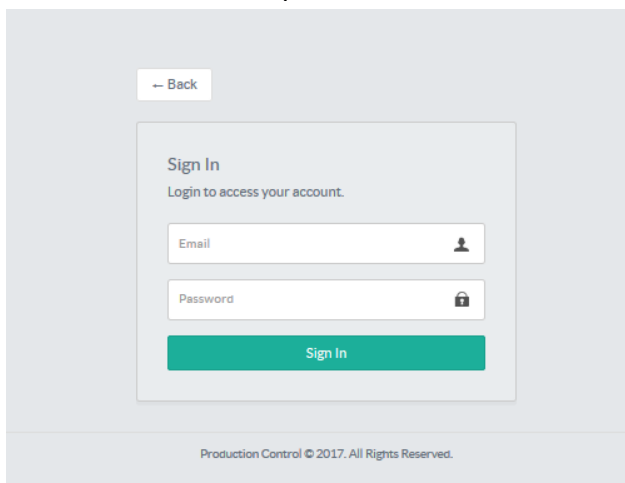 ← Back
Sign In
Login to access your account.
Email
Password
Sign In
Production Control © 2017. All Rights Reserved.